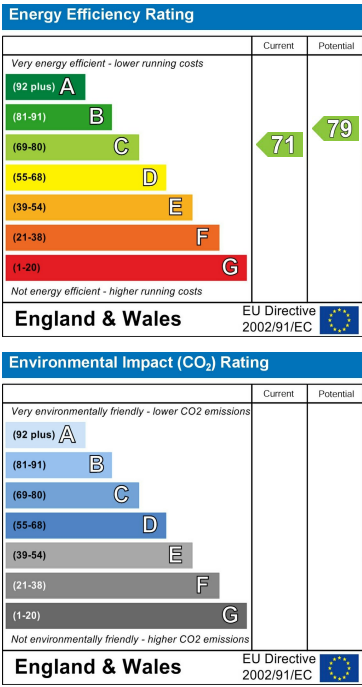 Energy Efficiency Rating
Current Potential
Very energy efficient - lower running costs
(92 plus) A
(81-91) B
(69-80) C
(55-68) D
(39-54) E
(21-38) F
(1-20) G
71
79
Not energy efficient - higher running costs
England & Wales
EU Directive
2002/91/EC
Environmental Impact (CO₂) Rating
Current Potential
Very environmentally friendly - lower CO2 emissions
(92 plus) A
(81-91) B
(69-80) C
(55-68) D
(39-54) E
(21-38) F
(1-20) G
Not environmentally friendly - higher CO2 emissions
England & Wales
EU Directive
2002/91/EC